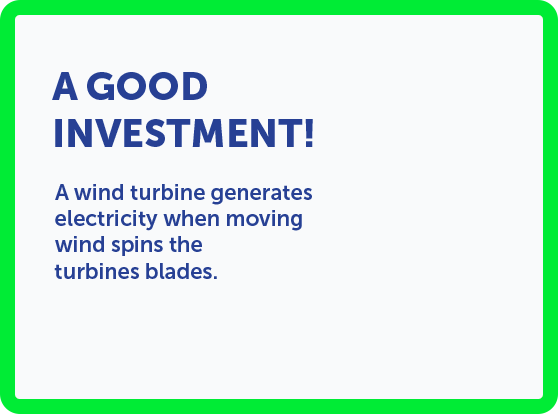 A GOOD
INVESTMENT!
A wind turbine generates
electricity when moving
wind spins the
turbines blades.